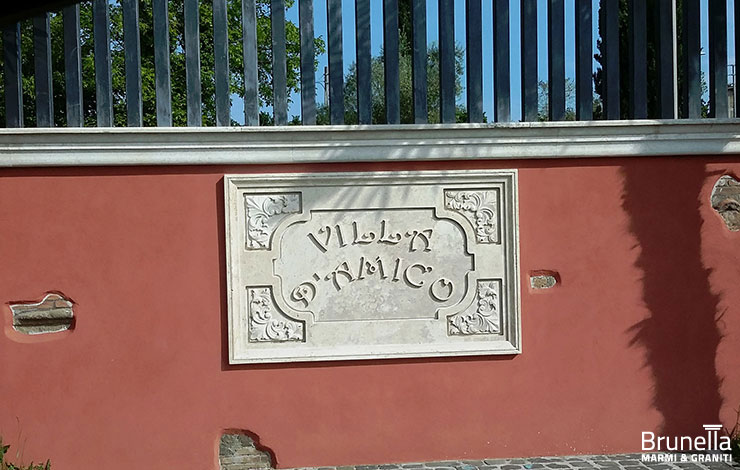 VILLA
D'AMICO
Brunella
MARMI & GRANITI